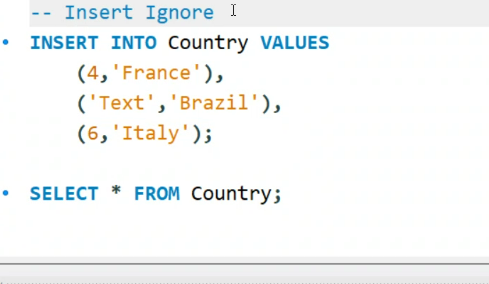 -- Insert Ignore
INSERT INTO Country VALUES
(4,'France'),
('Text','Brazil'),
(6,'Italy');
SELECT * FROM Country;